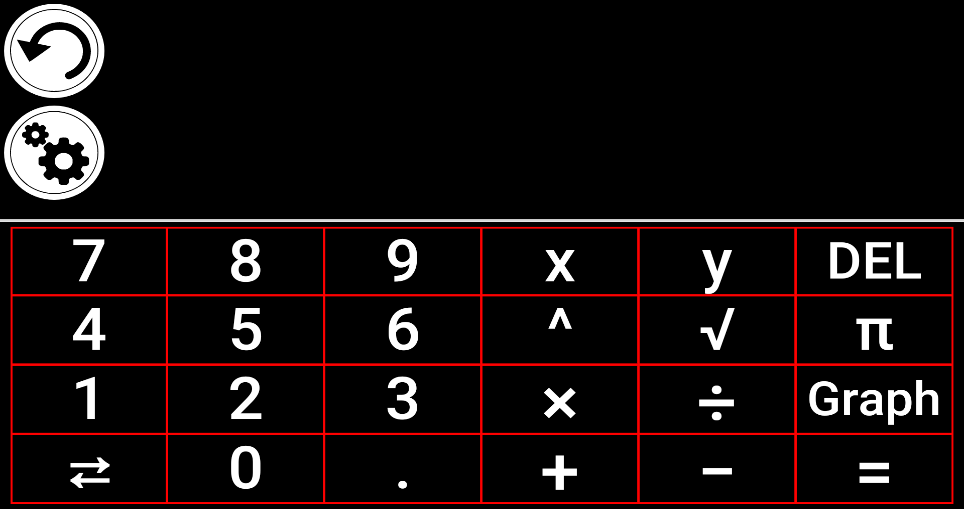 7 8 9 x y DEL
4 5 6 ^ √ π
1 2 3 × ÷ Graph
⇄ 0 . + − =